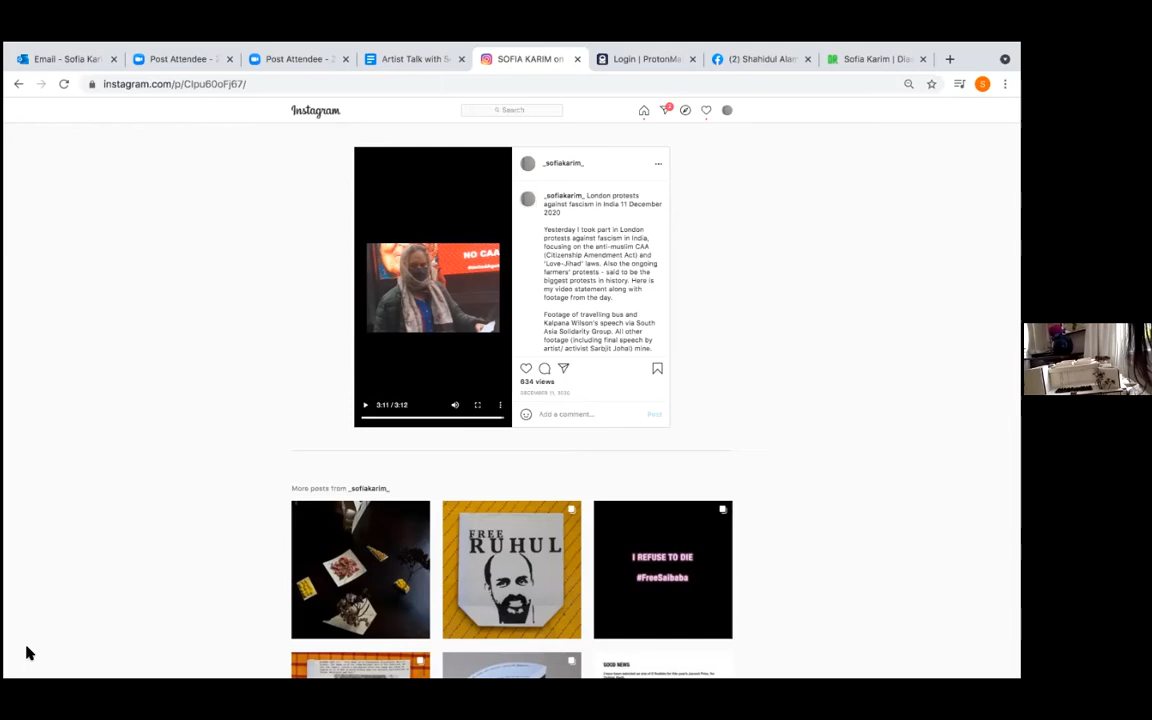 Email - Sofia Kar
Post Attendee - 2
Post Attendee - 2
Artist Talk with S
SOFIA KARIM on
Login | ProtonMa
(2) Shahidul Alam
Sofia Karim | Dia
instagram.com/p/CIpu60oFj67/
S
Instagram
Search
_sofiakarim_
_sofiakarim_ London protests
against fascism in India 11 December
2020
Yesterday I took part in London
protests against fascism in India,
focusing on the anti-muslim CAA
(Citizenship Amendment Act) and
'Love-Jihad' laws. Also the ongoing
farmers' protests - said to be the
biggest protests in history. Here is
my video statement along with
footage from the day.
Footage of travelling bus and
Kalpana Wilson's speech via South
Asia Solidarity Group. All other
footage (including final speech by
artist/ activist Sarbjit Johal) mine.
NO CAA
634 views
DECEMBER 11, 2020
3:11 / 3:12
Add a comment...
Post
More posts from _sofiakarim_
FREE
RUHUL
I REFUSE TO DIE
#FreeSaibaba
GOOD NEWS